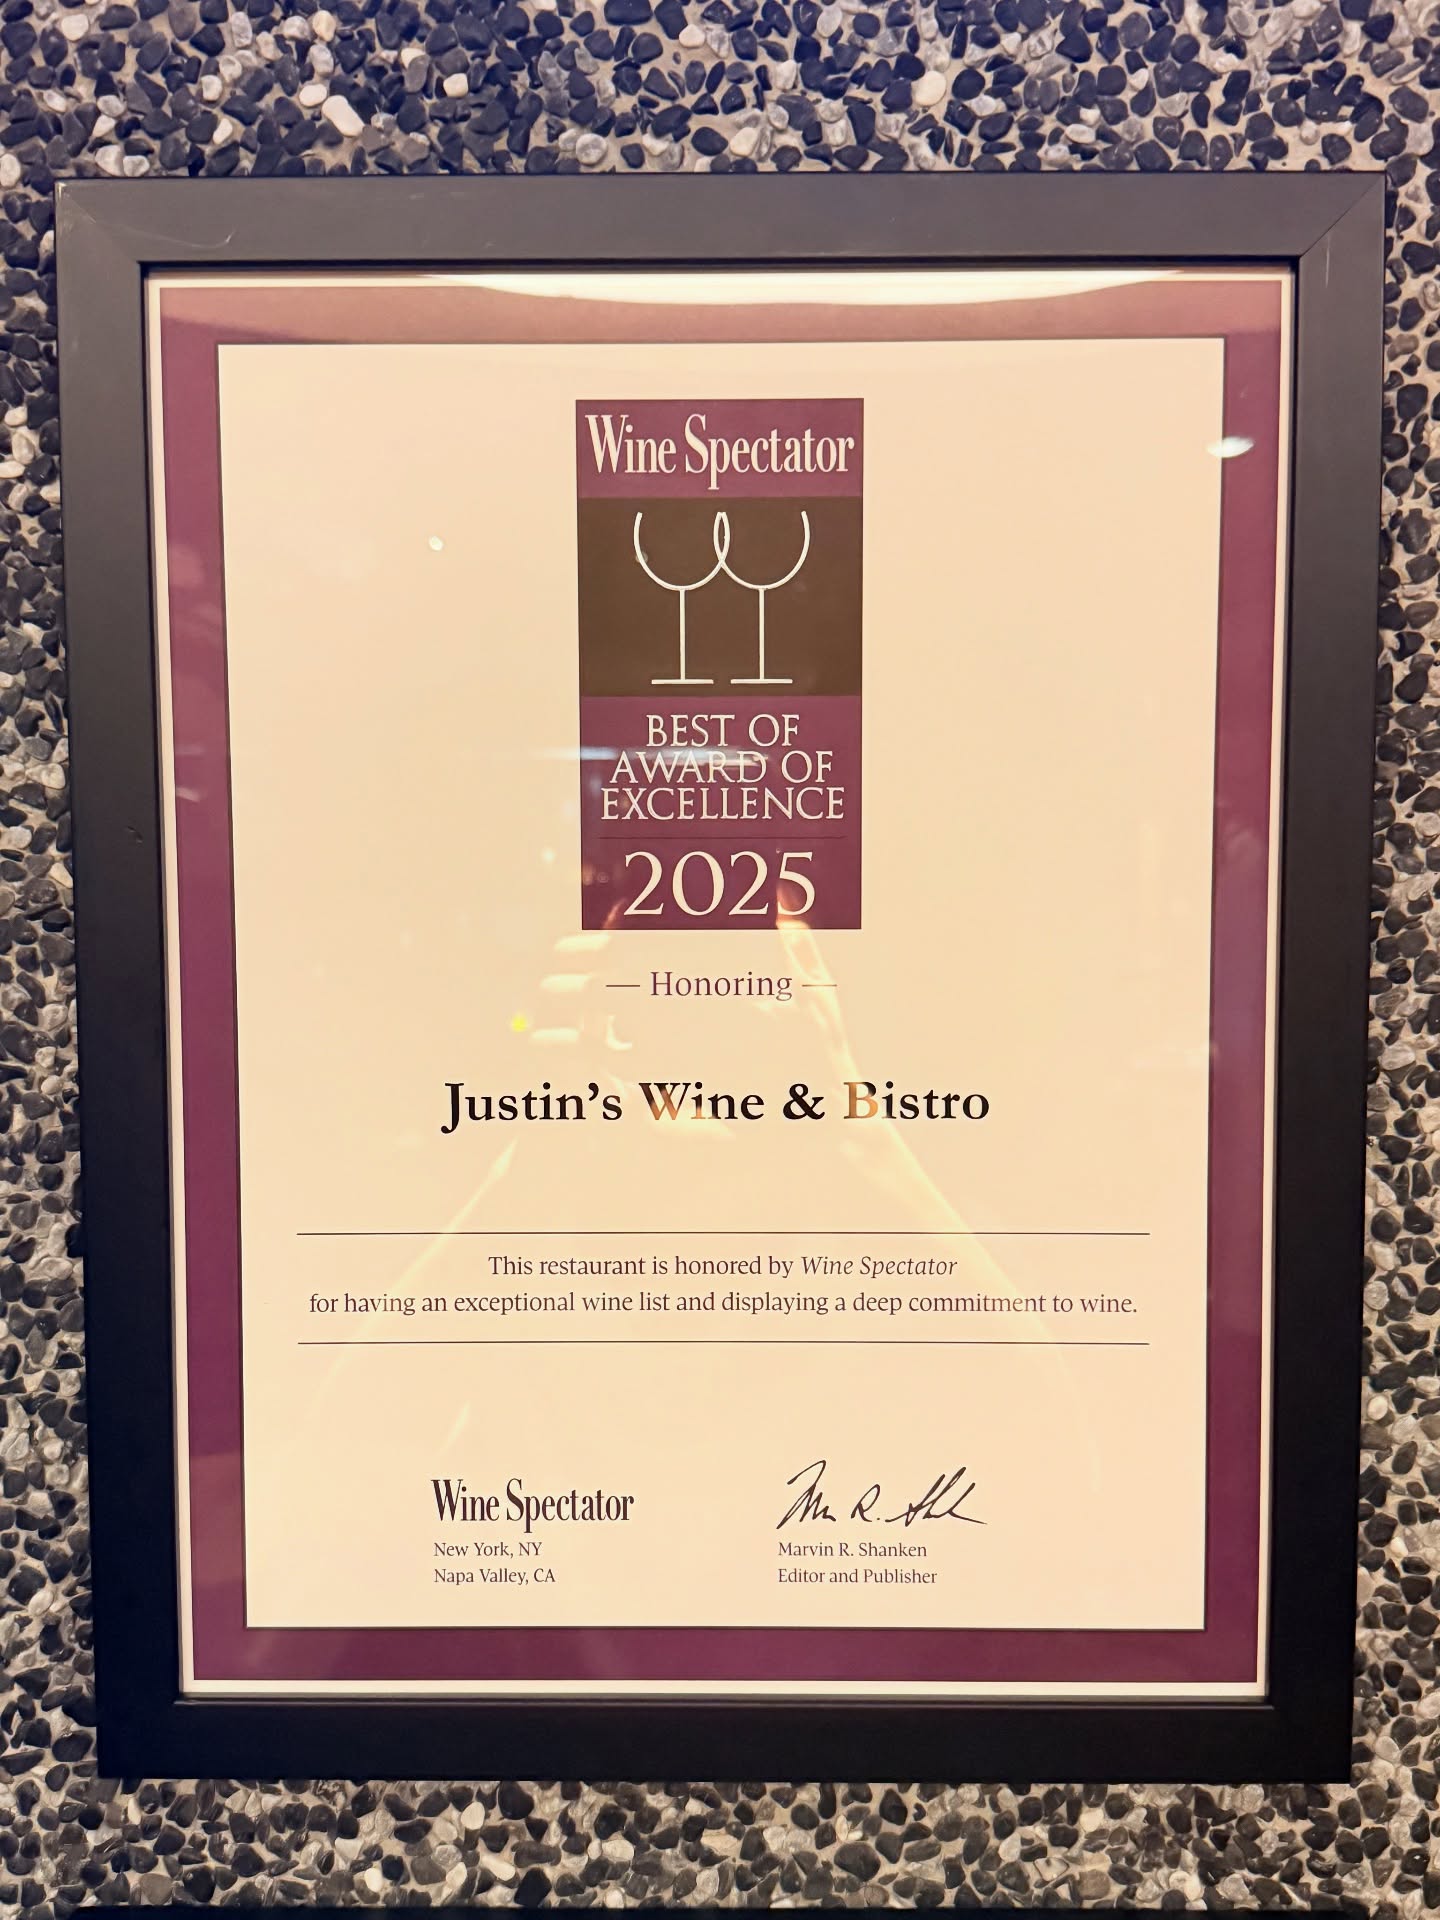 Wine Spectator
BEST OF
AWARD OF
EXCELLENCE
2025
— Honoring —
Justin’s Wine & Bistro
This restaurant is honored by Wine Spectator
for having an exceptional wine list and displaying a deep commitment to wine.
Wine Spectator
New York, NY
Napa Valley, CA
Marvin R. Shanken
Editor and Publisher